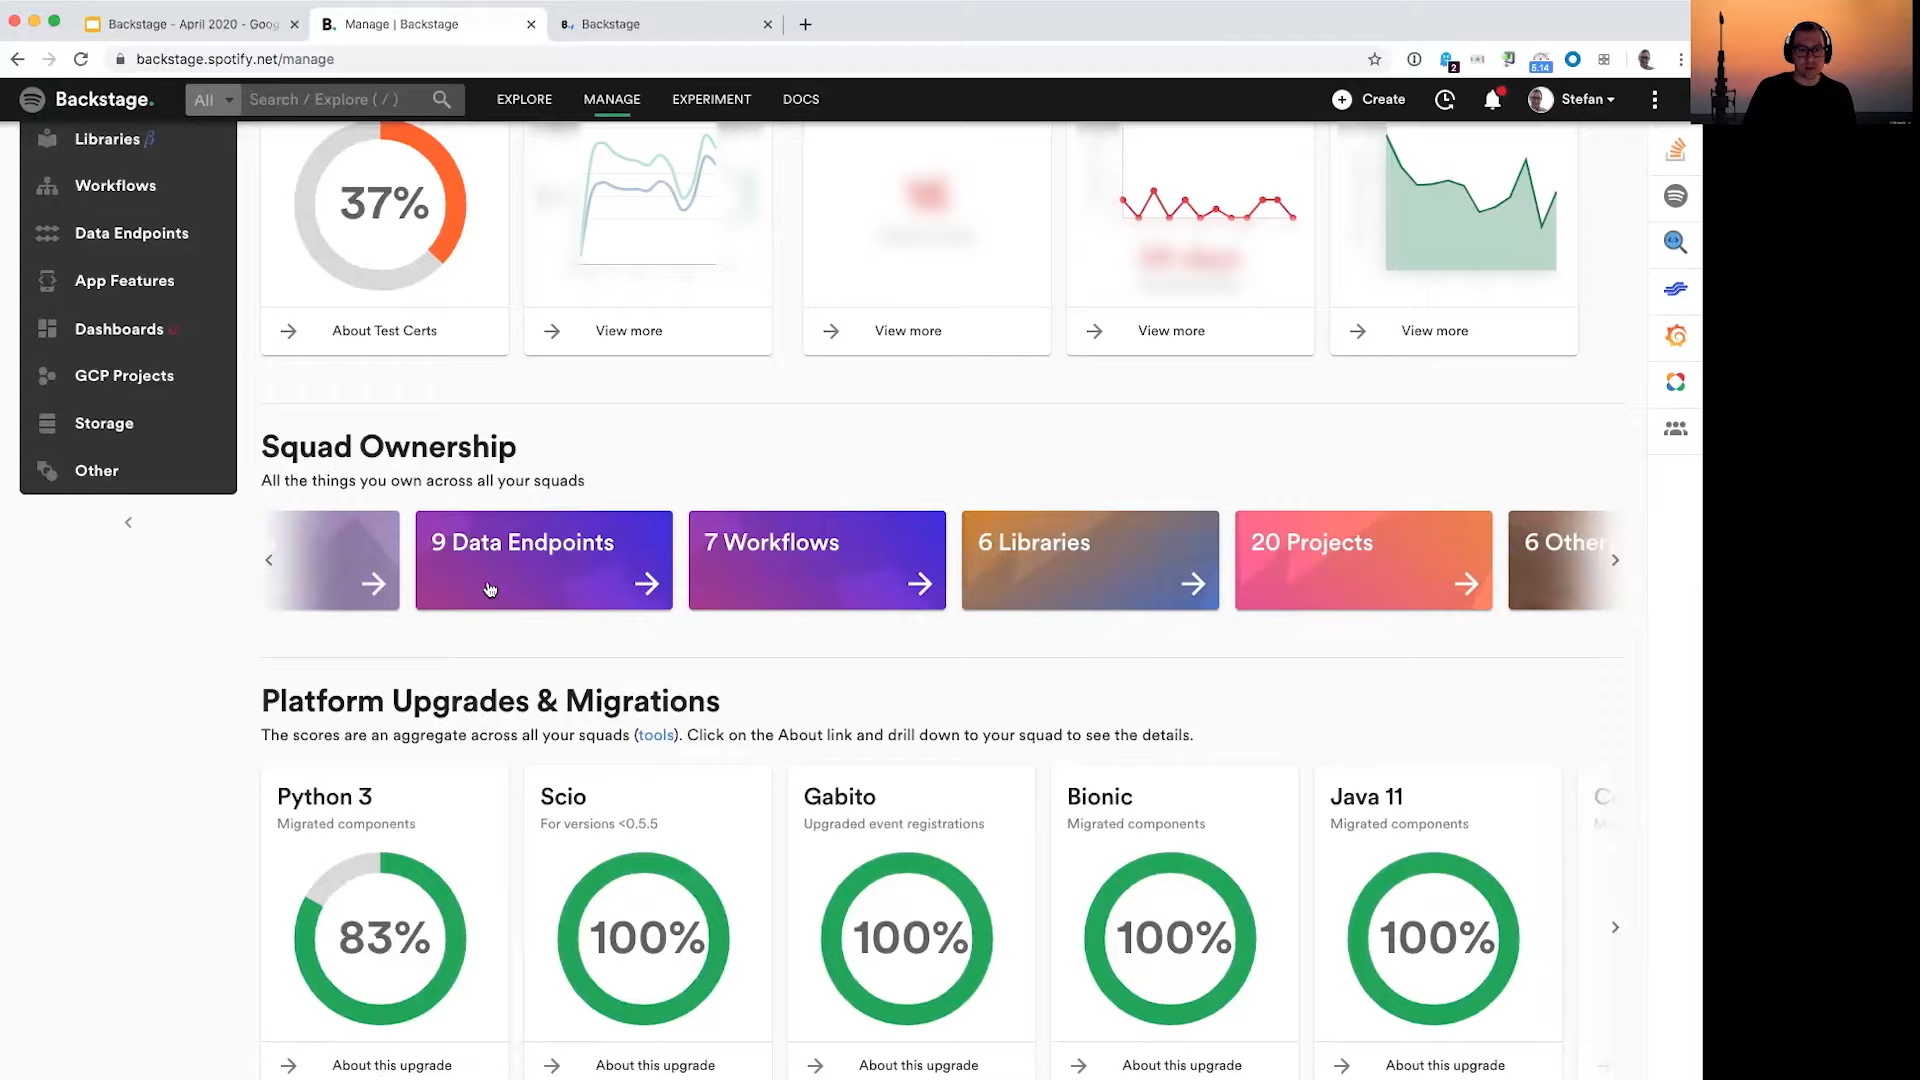 Backstage - April 2020 - Goog
B. Manage | Backstage
B. Backstage
backstage.spotify.net/manage
2
5.14
Backstage.
All
Search / Explore ( / )
EXPLORE
MANAGE
EXPERIMENT
DOCS
Create
Stefan
Libraries β
Workflows
Data Endpoints
App Features
Dashboards
GCP Projects
Storage
Other
37%
About Test Certs
View more
View more
View more
View more
Squad Ownership
All the things you own across all your squads
9 Data Endpoints
7 Workflows
6 Libraries
20 Projects
6 Other
Platform Upgrades & Migrations
The scores are an aggregate across all your squads (tools). Click on the About link and drill down to your squad to see the details.
Python 3
Migrated components
83%
About this upgrade
Scio
For versions <0.5.5
100%
About this upgrade
Gabito
Upgraded event registrations
100%
About this upgrade
Bionic
Migrated components
100%
About this upgrade
Java 11
Migrated components
100%
About this upgrade